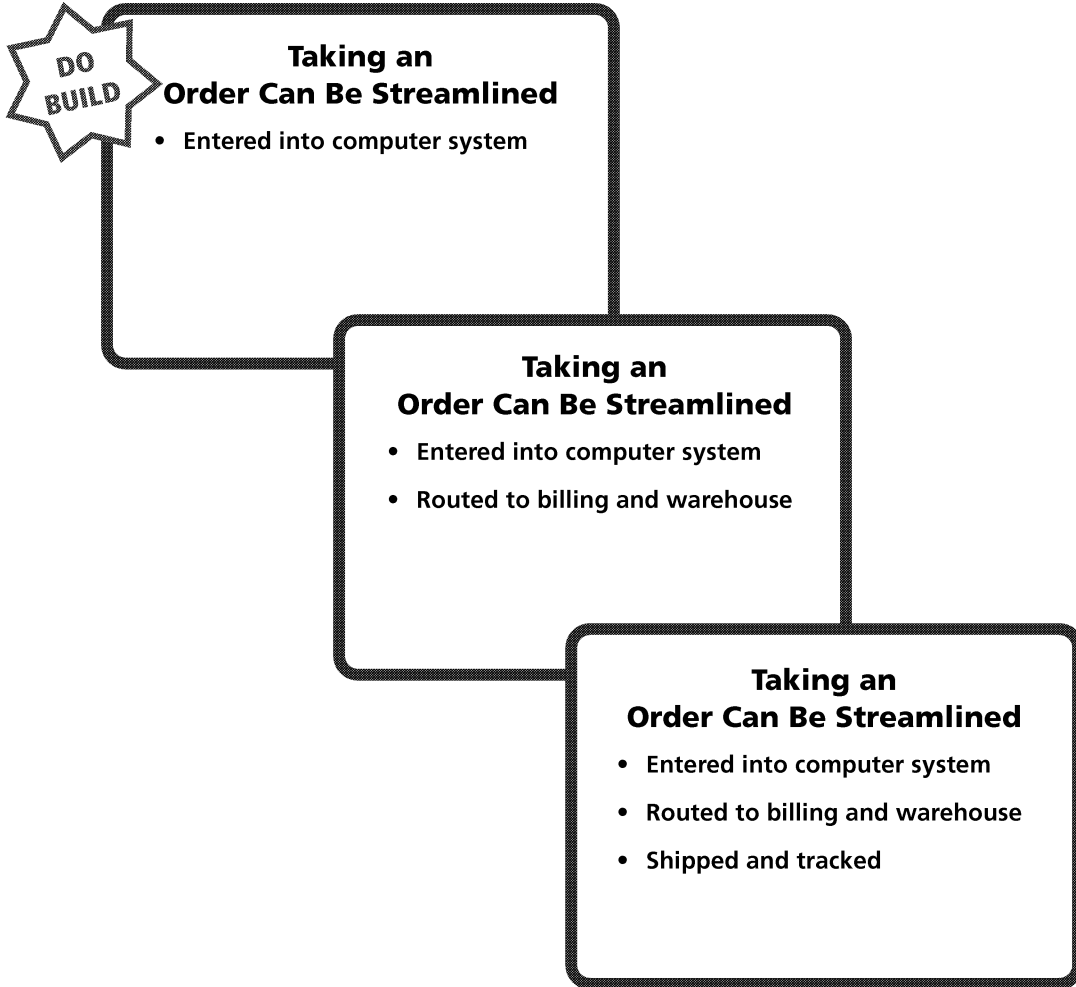 DO
BUILD
Taking an
Order Can Be Streamlined
• Entered into computer system
Taking an
Order Can Be Streamlined
• Entered into computer system
• Routed to billing and warehouse
Taking an
Order Can Be Streamlined
• Entered into computer system
• Routed to billing and warehouse
• Shipped and tracked